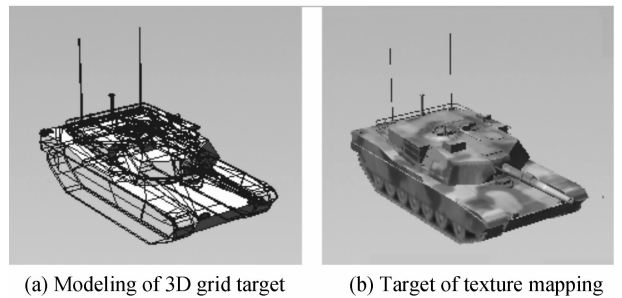 (a) Modeling of 3D grid target
(b) Target of texture mapping